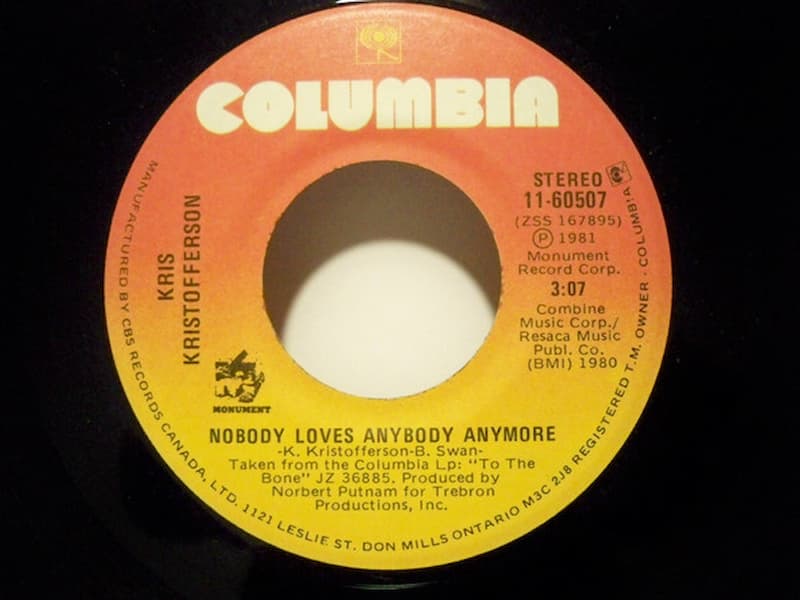 COLUMBIA
KRIS
KRISTOFFERSON
STEREO
11-60507
(ZSS 167895)
Ⓟ 1981
Monument
Record Corp.
3:07
Combine
Music Corp./
Resaca Music
Publ. Co.
(BMI) 1980
MONUMENT
NOBODY LOVES ANYBODY ANYMORE
-K. Kristofferson-B. Swan-
Taken from the Columbia Lp: "To The
Bone" JZ 36885. Produced by
Norbert Putnam for Trebron
Productions, Inc.
MANUFACTURED BY CBS RECORDS CANADA, LTD. 1121 LESLIE ST. DON MILLS ONTARIO M3C 2J8 REGISTERED T.M. OWNER - COLUMBIA